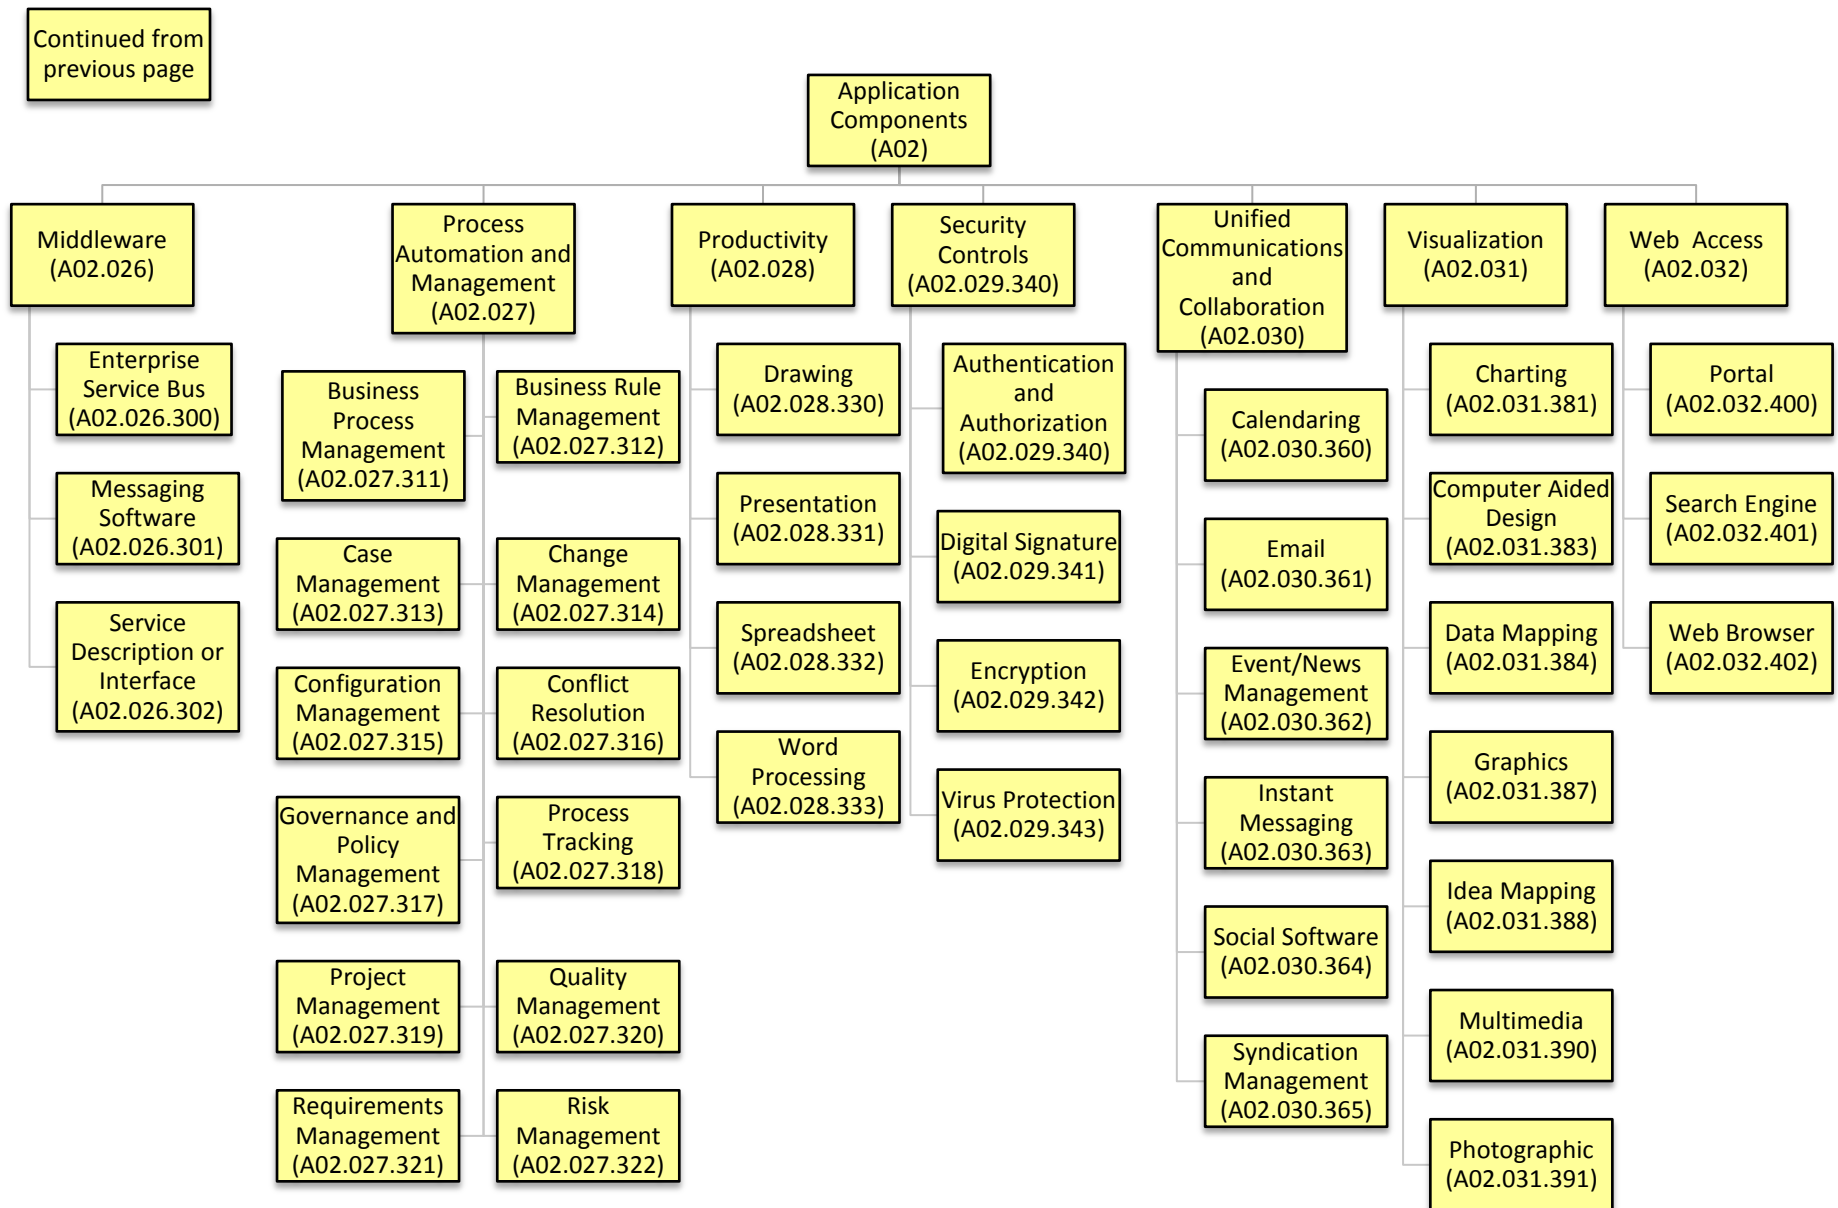 Continued from
previous page
Application
Components
(A02)
Middleware
(A02.026)
Enterprise
Service Bus
(A02.026.300)
Messaging
Software
(A02.026.301)
Service
Description or
Interface
(A02.026.302)
Process
Automation and
Management
(A02.027)
Business
Process
Management
(A02.027.311)
Business Rule
Management
(A02.027.312)
Case
Management
(A02.027.313)
Change
Management
(A02.027.314)
Configuration
Management
(A02.027.315)
Conflict
Resolution
(A02.027.316)
Governance and
Policy
Management
(A02.027.317)
Process
Tracking
(A02.027.318)
Project
Management
(A02.027.319)
Quality
Management
(A02.027.320)
Requirements
Management
(A02.027.321)
Risk
Management
(A02.027.322)
Productivity
(A02.028)
Drawing
(A02.028.330)
Presentation
(A02.028.331)
Spreadsheet
(A02.028.332)
Word
Processing
(A02.028.333)
Security
Controls
(A02.029.340)
Authentication
and
Authorization
(A02.029.340)
Digital Signature
(A02.029.341)
Encryption
(A02.029.342)
Virus Protection
(A02.029.343)
Unified
Communications
and
Collaboration
(A02.030)
Calendaring
(A02.030.360)
Email
(A02.030.361)
Event/News
Management
(A02.030.362)
Instant
Messaging
(A02.030.363)
Social Software
(A02.030.364)
Syndication
Management
(A02.030.365)
Visualization
(A02.031)
Charting
(A02.031.381)
Computer Aided
Design
(A02.031.383)
Data Mapping
(A02.031.384)
Graphics
(A02.031.387)
Idea Mapping
(A02.031.388)
Multimedia
(A02.031.390)
Photographic
(A02.031.391)
Web Access
(A02.032)
Portal
(A02.032.400)
Search Engine
(A02.032.401)
Web Browser
(A02.032.402)